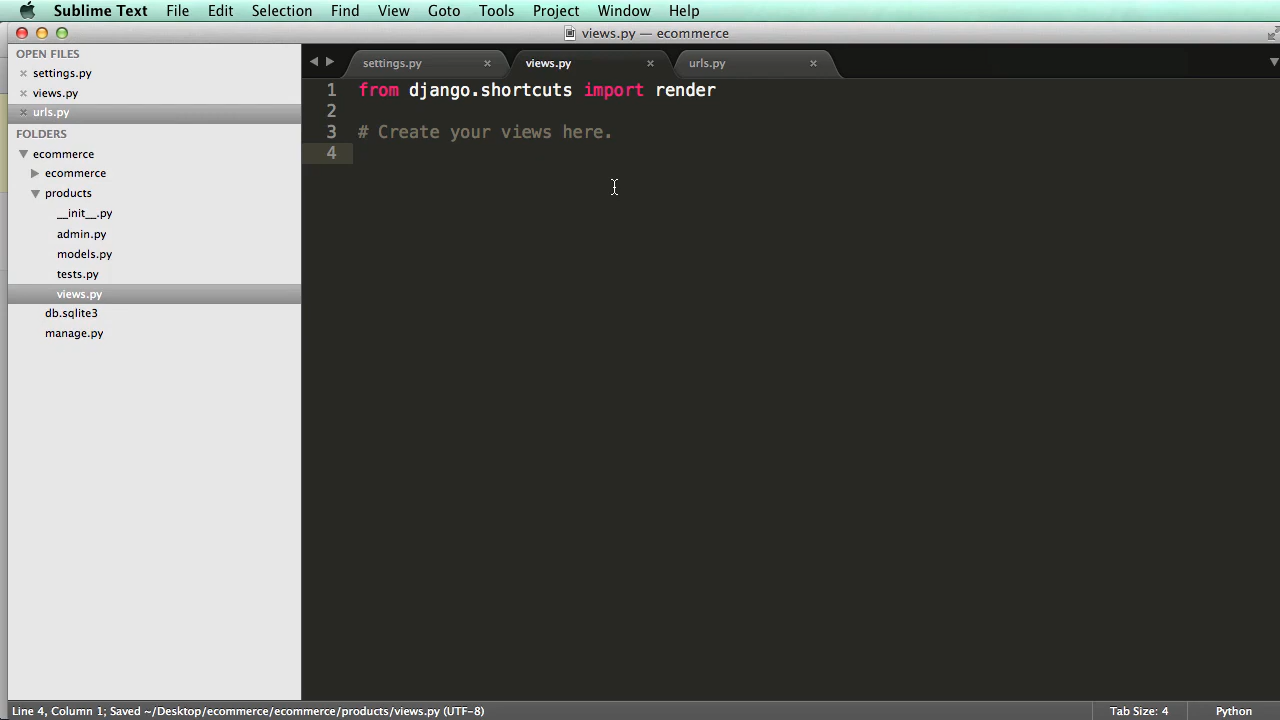 Sublime Text File Edit Selection Find View Goto Tools Project Window Help
views.py — ecommerce
OPEN FILES
settings.py
views.py
urls.py
FOLDERS
ecommerce
ecommerce
products
__init__.py
admin.py
models.py
tests.py
views.py
db.sqlite3
manage.py
settings.py views.py urls.py
1 from django.shortcuts import render
2
3 # Create your views here.
4
Line 4, Column 1; Saved ~/Desktop/ecommerce/ecommerce/products/views.py (UTF-8) Tab Size: 4 Python